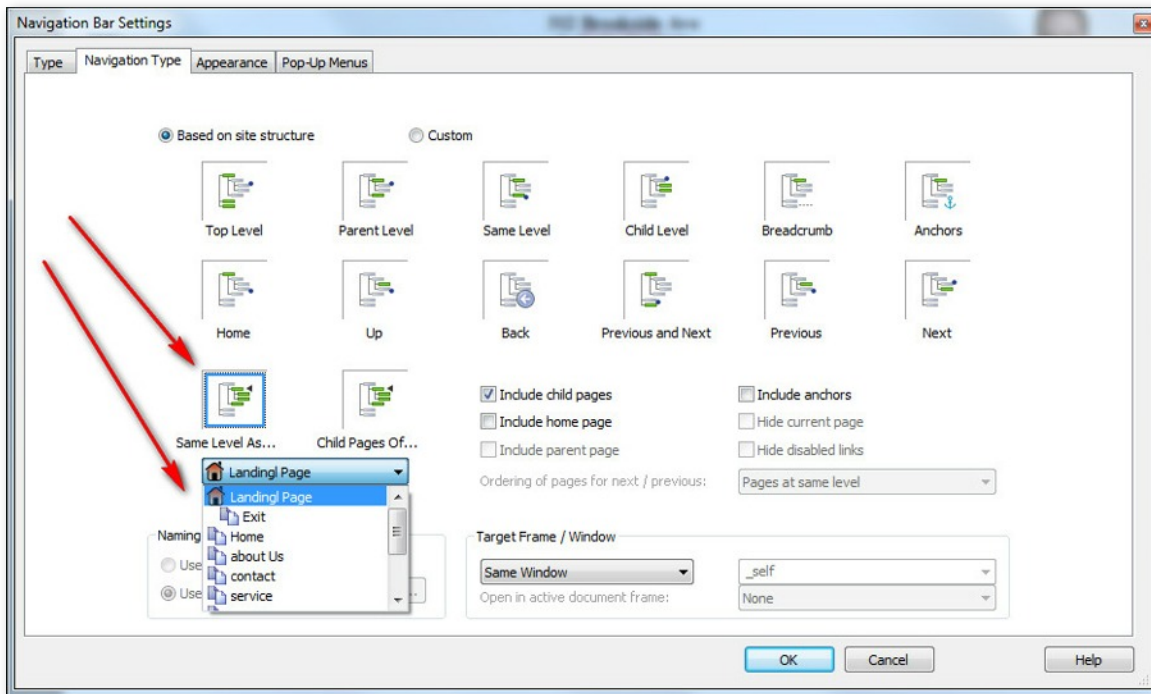 Navigation Bar Settings
Type Navigation Type Appearance Pop-Up Menus
Based on site structure Custom
Top Level Parent Level Same Level Child Level Breadcrumb Anchors
Home Up Back Previous and Next Previous Next
Same Level As... Child Pages Of...
Include child pages Include anchors
Include home page Hide current page
Include parent page Hide disabled links
Ordering of pages for next / previous: Pages at same level
Landingl Page
Landingl Page
Exit
Home
about Us
contact
service
Naming
Use
Use
Target Frame / Window
Same Window _self
Open in active document frame: None
OK Cancel Help